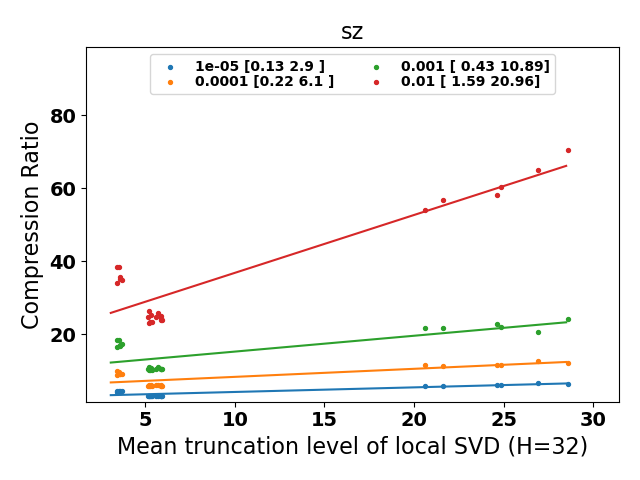 sz
1e-05 [0.13 2.9 ]
0.0001 [0.22 6.1 ]
0.001 [ 0.43 10.89]
0.01 [ 1.59 20.96]
Compression Ratio
80
60
40
20
5 10 15 20 25 30
Mean truncation level of local SVD (H=32)